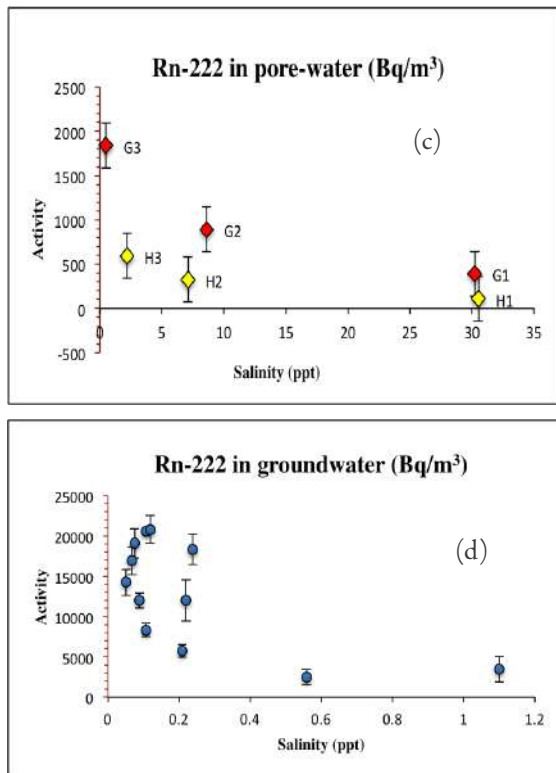 Rn-222 in pore-water (Bq/m³)
(c)
Activity
2500
2000
1500
1000
500
0
-500
G3
G2
H3
H2
G1
H1
0 5 10 15 20 25 30 35
Salinity (ppt)
Rn-222 in groundwater (Bq/m³)
(d)
Activity
25000
20000
15000
10000
5000
0
0 0.2 0.4 0.6 0.8 1 1.2
Salinity (ppt)